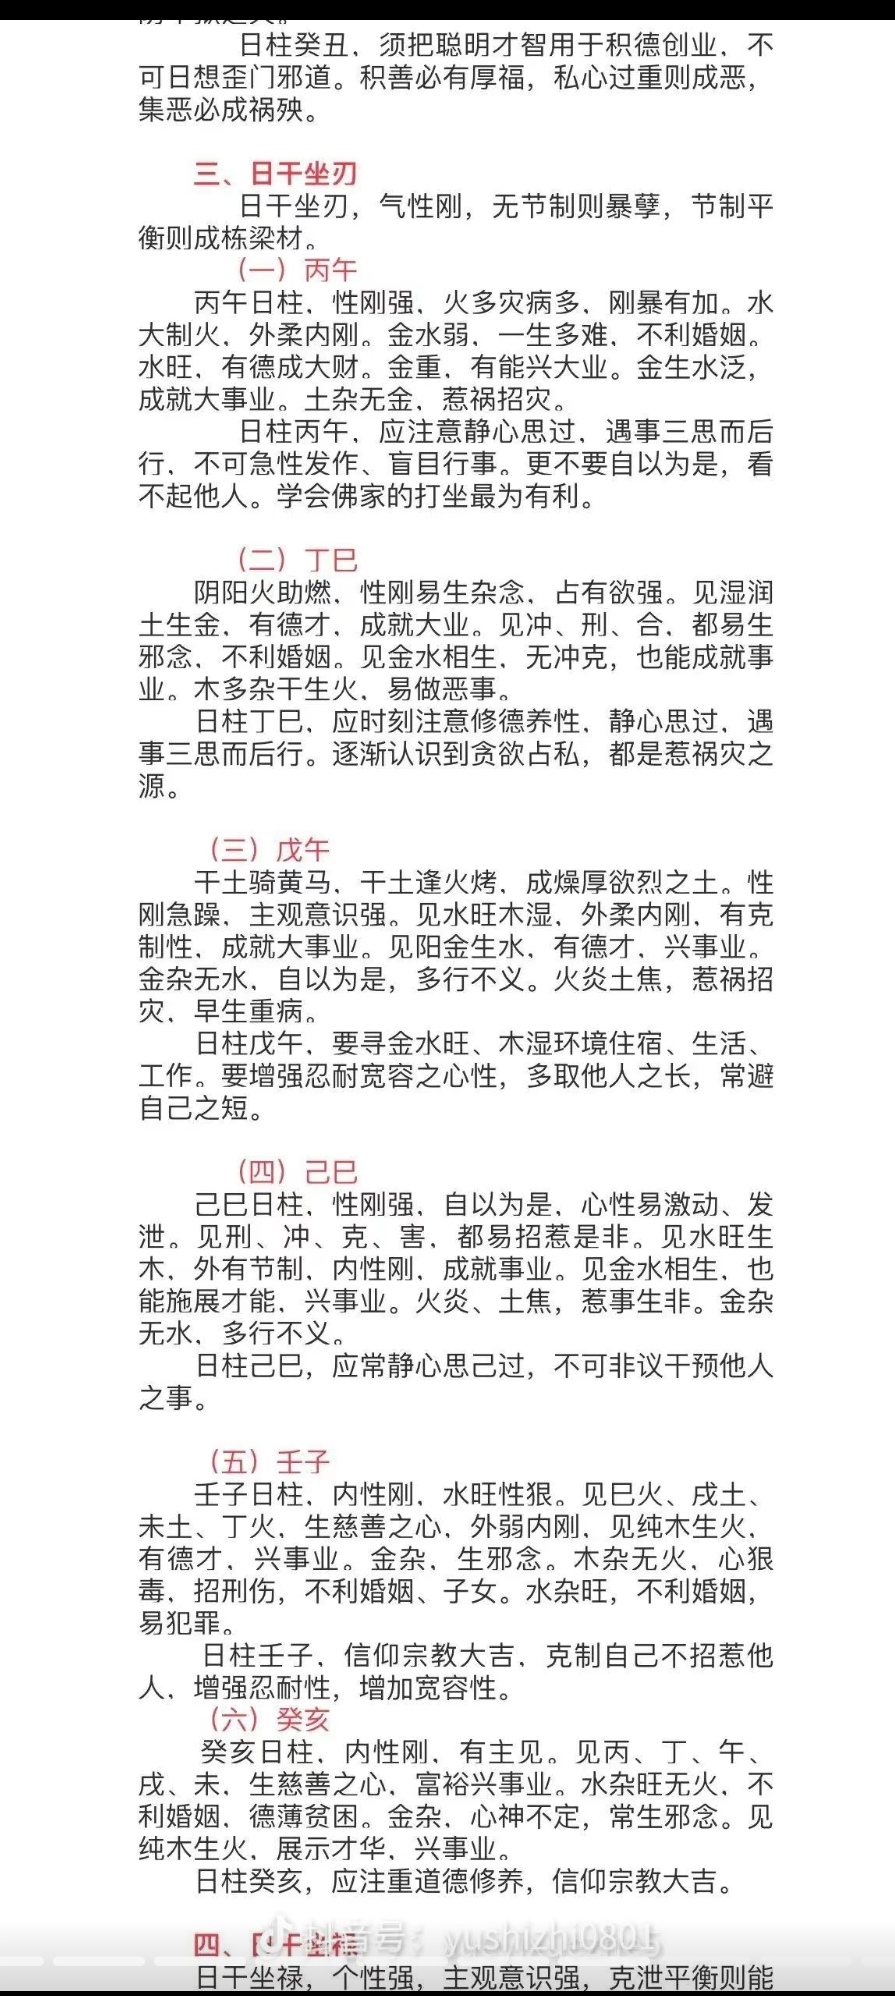 日柱癸丑，须把聪明才智用于积德创业，不
可日想歪门邪道。积善必有厚福，私心过重则成恶，
集恶必成祸殃。
三、日干坐刃
日干坐刃，气性刚，无节制则暴孽，节制平
衡则成栋梁材。
（一）丙午
丙午日柱，性刚强，火多灾病多，刚暴有加。水
大制火，外柔内刚。金水弱，一生多难，不利婚姻。
水旺，有德成大财。金重，有能兴大业。金生水泛，
成就大事业。土杂无金，惹祸招灾。
日柱丙午，应注意静心思过，遇事三思而后
行，不可急性发作、盲目行事。更不要自以为是，看
不起他人。学会佛家的打坐最为有利。
（二）丁巳
阴阳火助燃，性刚易生杂念，占有欲强。见湿润
土生金，有德才，成就大业。见冲、刑、合，都易生
邪念，不利婚姻。见金水相生，无冲克，也能成就事
业。木多杂干生火，易做恶事。
日柱丁巳，应时刻注意修德养性，静心思过，遇
事三思而后行。逐渐认识到贪欲占私，都是惹祸灾之
源。
（三）戊午
干土骑黄马，干土逢火烤，成燥厚欲烈之土。性
刚急躁，主观意识强。见水旺木湿，外柔内刚，有克
制性，成就大事业。见阳金生水，有德才，兴事业。
金杂无水，自以为是，多行不义。火炎土焦，惹祸招
灾，早生重病。
日柱戊午，要寻金水旺、木湿环境住宿、生活、
工作。要增强忍耐宽容之心性，多取他人之长，常避
自己之短。
（四）己巳
己巳日柱，性刚强，自以为是，心性易激动、发
泄。见刑、冲、克、害，都易招惹是非。见水旺生
木，外有节制，内性刚，成就事业。见金水相生，也
能施展才能，兴事业。火炎、土焦，惹事生非。金杂
无水，多行不义。
日柱己巳，应常静心思己过，不可非议干预他人
之事。
（五）壬子
壬子日柱，内性刚，水旺性狠。见巳火、戌土、
未土、丁火，生慈善之心，外弱内刚，见纯木生火，
有德才，兴事业。金杂，生邪念。木杂无火，心狠
毒，招刑伤，不利婚姻、子女。水杂旺，不利婚姻，
易犯罪。
日柱壬子，信仰宗教大吉，克制自己不招惹他
人，增强忍耐性，增加宽容性。
（六）癸亥
癸亥日柱，内性刚，有主见。见丙、丁、午、
戌、未，生慈善之心，富裕兴事业。水杂旺无火，不
利婚姻，德薄贫困。金杂，心神不定，常生邪念。见
纯木生火，展示才华，兴事业。
日柱癸亥，应注重道德修养，信仰宗教大吉。
四、日干坐禄
抖音号：yushizhi0801
日干坐禄，个性强，主观意识强，克泄平衡则能